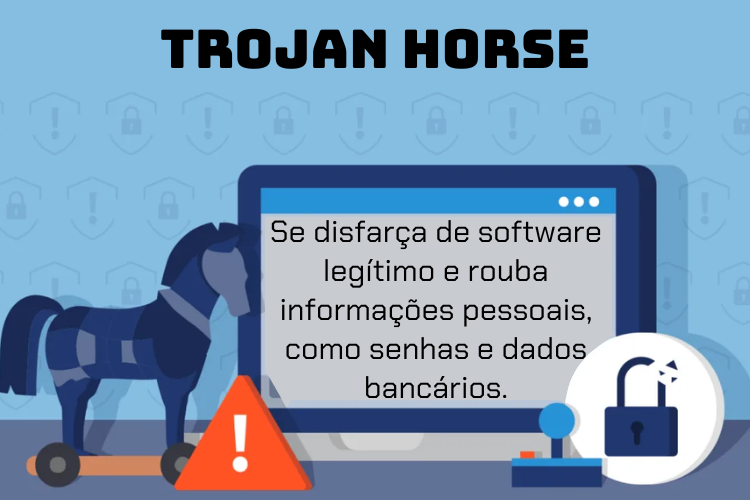 TROJAN HORSE
Se disfarça de software
legítimo e rouba
informações pessoais,
como senhas e dados
bancários.